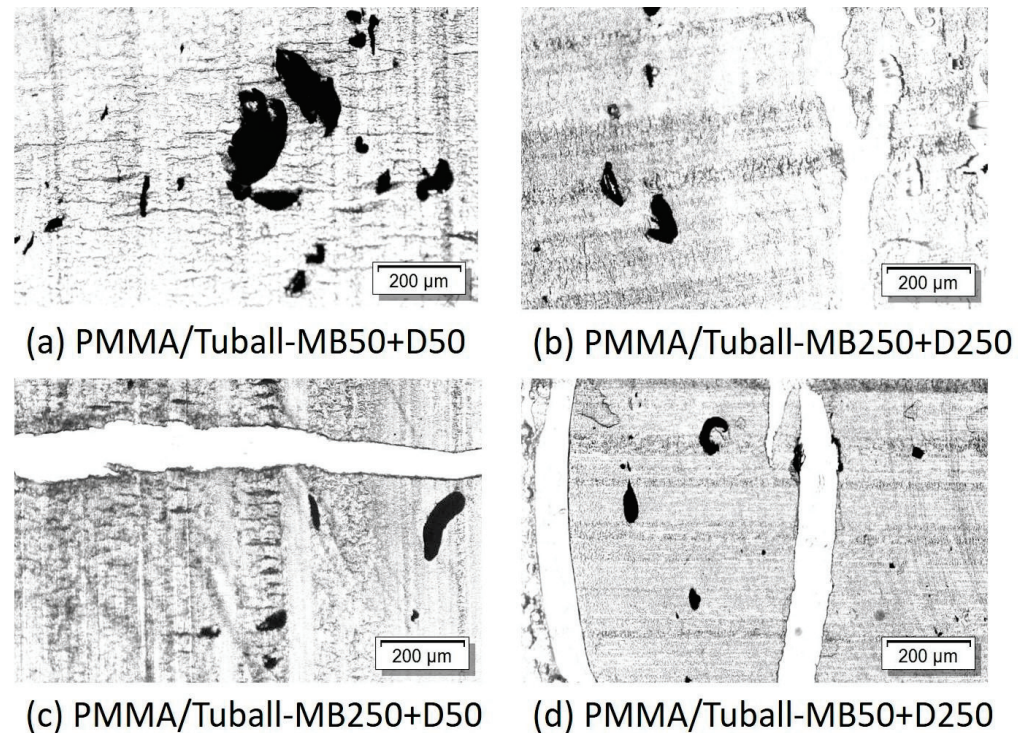 200 µm
200 µm
(a) PMMA/Tuball-MB50+D50
(b) PMMA/Tuball-MB250+D250
200 µm
200 µm
(c) PMMA/Tuball-MB250+D50
(d) PMMA/Tuball-MB50+D250